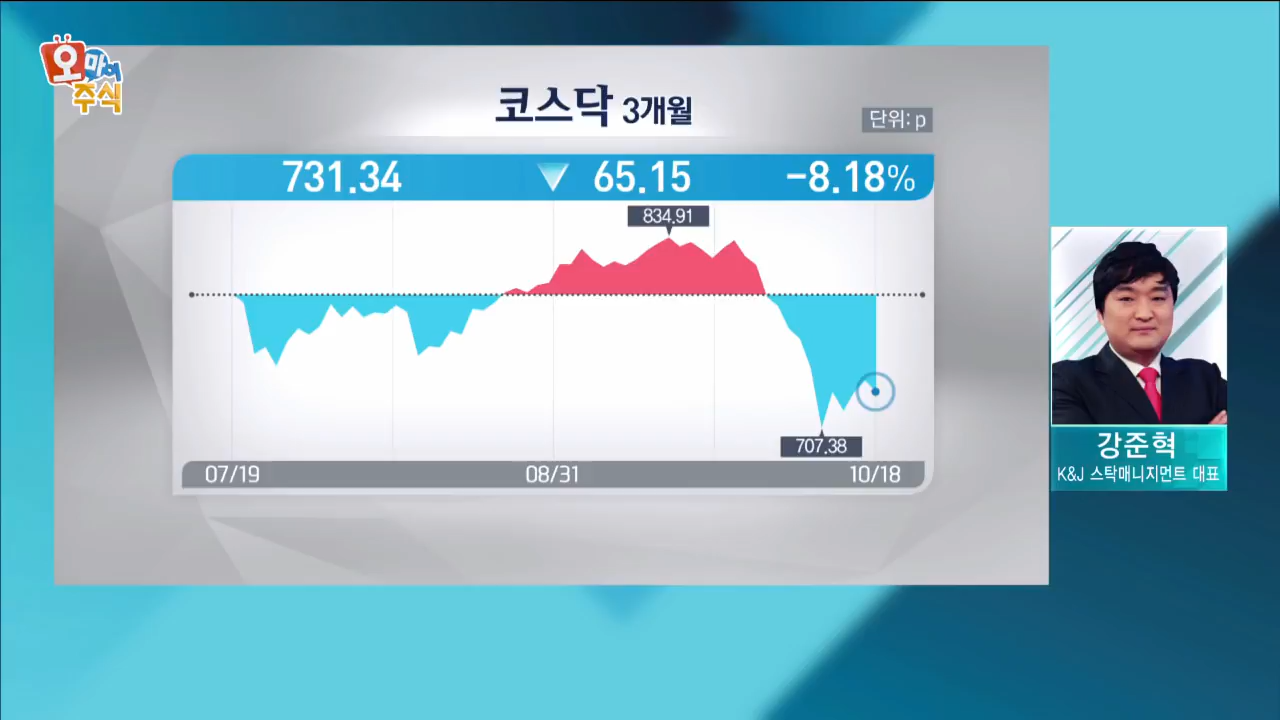 오마이
주식
코스닥 3개월
단위:p
731.34 ▼ 65.15 -8.18%
834.91
707.38
07/19 08/31 10/18
강준혁
K&J 스탁매니지먼트 대표